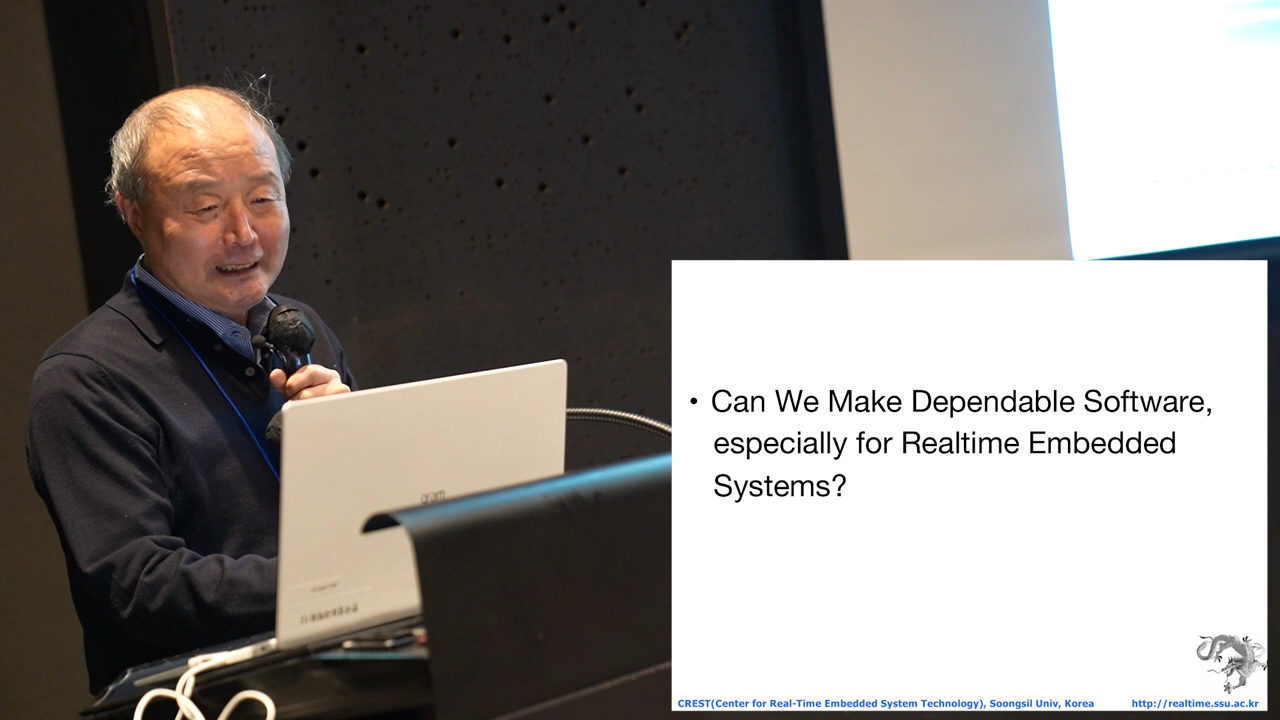 gram
• Can We Make Dependable Software,
especially for Realtime Embedded
Systems?
CREST(Center for Real-Time Embedded System Technology), Soongsil Univ, Korea http://realtime.ssu.ac.kr